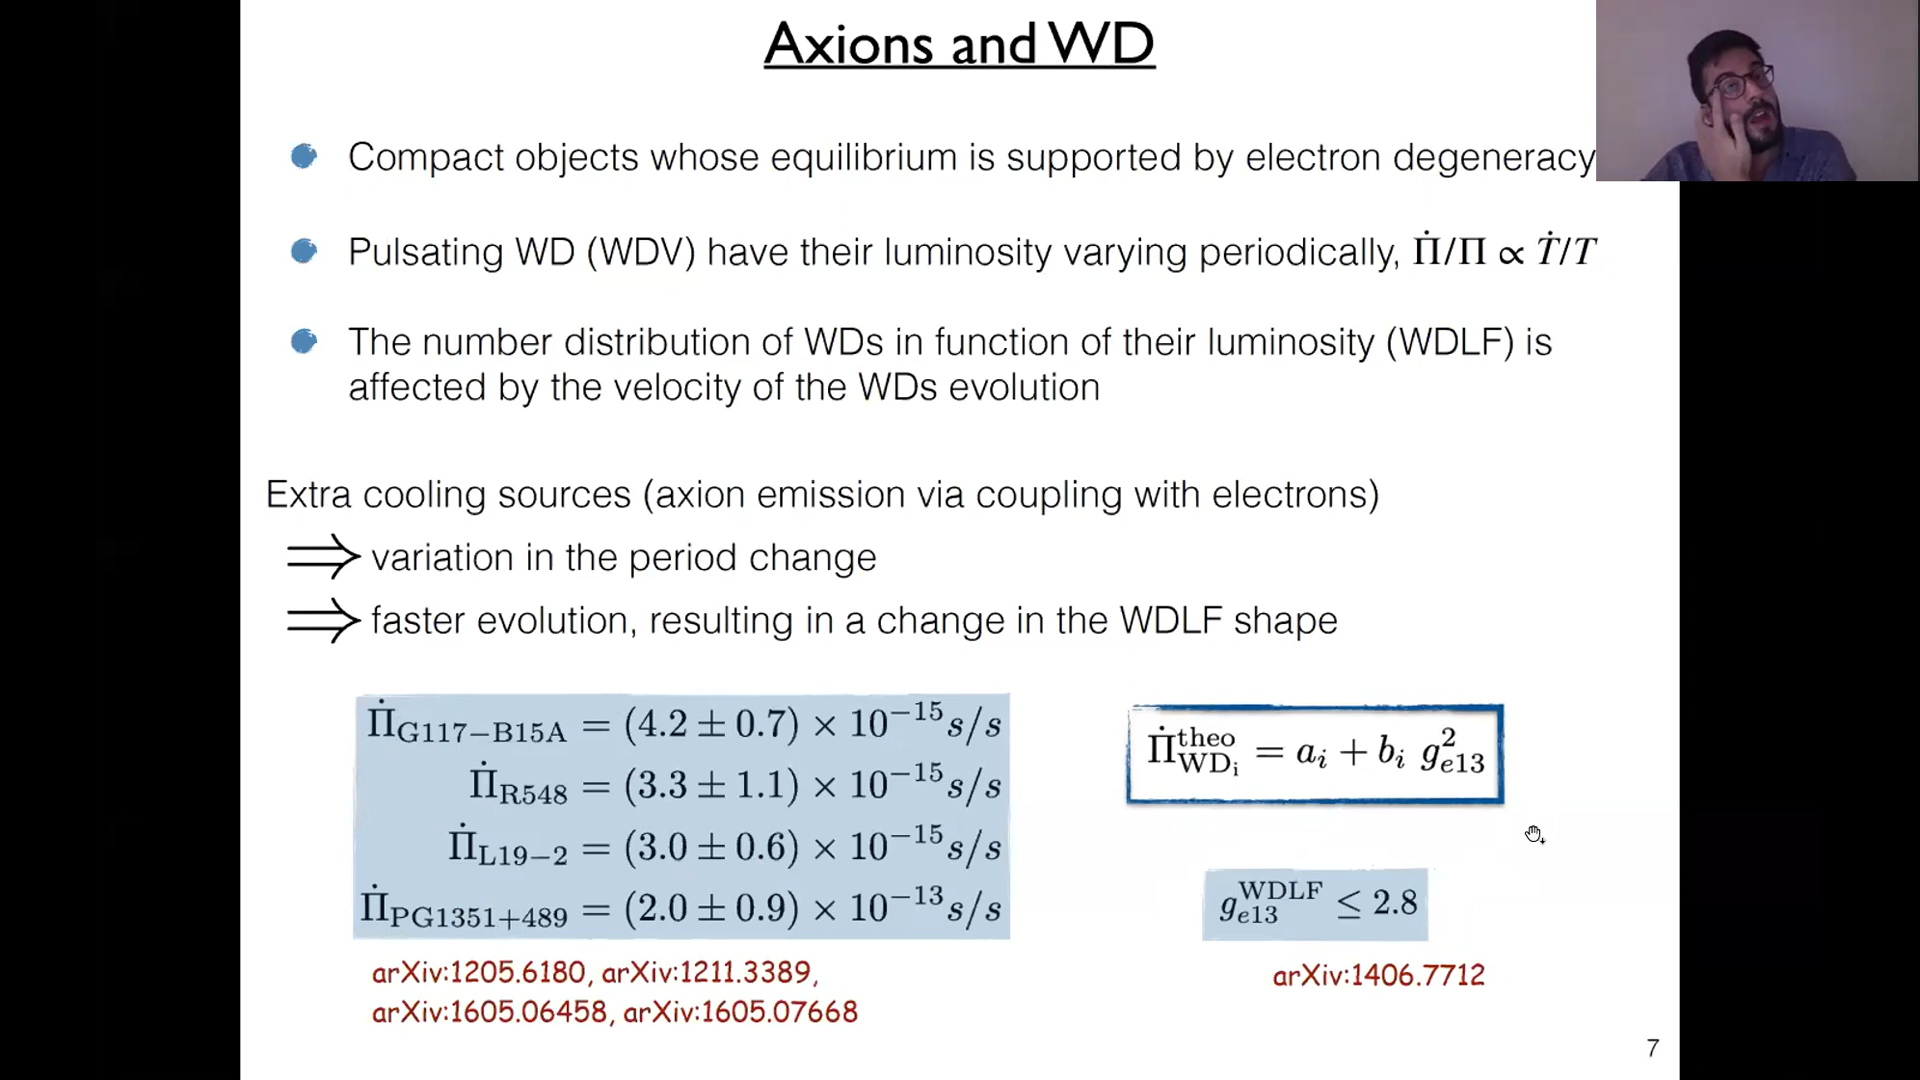 Axions and WD
Compact objects whose equilibrium is supported by electron degeneracy
Pulsating WD (WDV) have their luminosity varying periodically, Π̇/Π ∝ Ṫ/T
The number distribution of WDs in function of their luminosity (WDLF) is
affected by the velocity of the WDs evolution
Extra cooling sources (axion emission via coupling with electrons)
⟹ variation in the period change
⟹ faster evolution, resulting in a change in the WDLF shape
Π̇_{G117−B15A} = (4.2 ± 0.7) × 10^{−15} s/s
Π̇_{R548} = (3.3 ± 1.1) × 10^{−15} s/s
Π̇_{L19−2} = (3.0 ± 0.6) × 10^{−15} s/s
Π̇_{PG1351+489} = (2.0 ± 0.9) × 10^{−13} s/s
arXiv:1205.6180, arXiv:1211.3389,
arXiv:1605.06458, arXiv:1605.07668
Π̇^{theo}_{WD_i} = a_i + b_i g^2_{e13}
g^{WDLF}_{e13} ≤ 2.8
arXiv:1406.7712
7